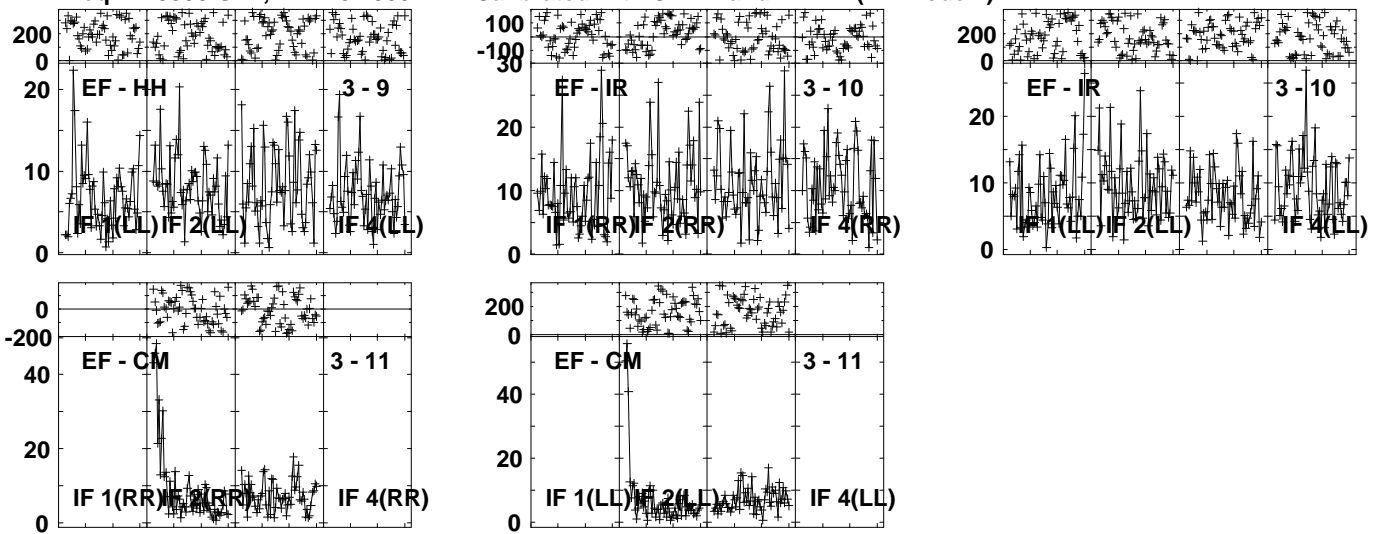 200
0
EF - HH
3 - 9
20
10
0
IF 1(LL)
IF 2(LL)
IF 4(LL)
100
-100
30
EF - IR
3 - 10
20
10
0
IF 1(RR)
IF 2(RR)
IF 4(RR)
200
0
EF - IR
3 - 10
20
10
0
IF 1(LL)
IF 2(LL)
IF 4(LL)
0
-200
EF - CM
3 - 11
40
20
0
IF 1(RR)
IF 2(RR)
IF 4(RR)
200
0
EF - CM
3 - 11
40
20
0
IF 1(LL)
IF 2(LL)
IF 4(LL)